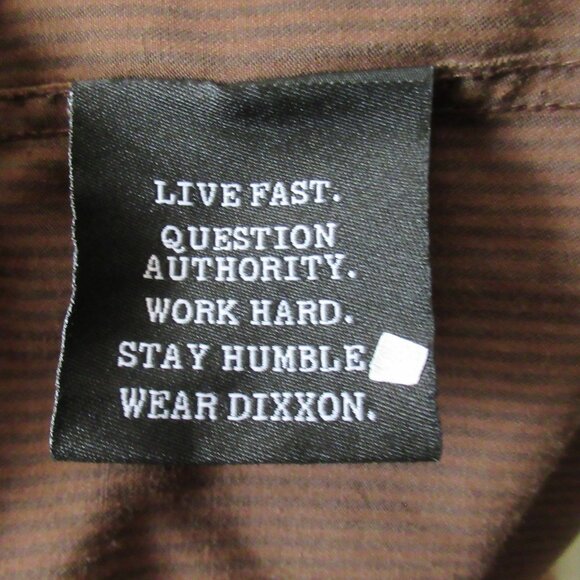 LIVE FAST.
QUESTION
AUTHORITY.
WORK HARD.
STAY HUMBLE
WEAR DIXXON.